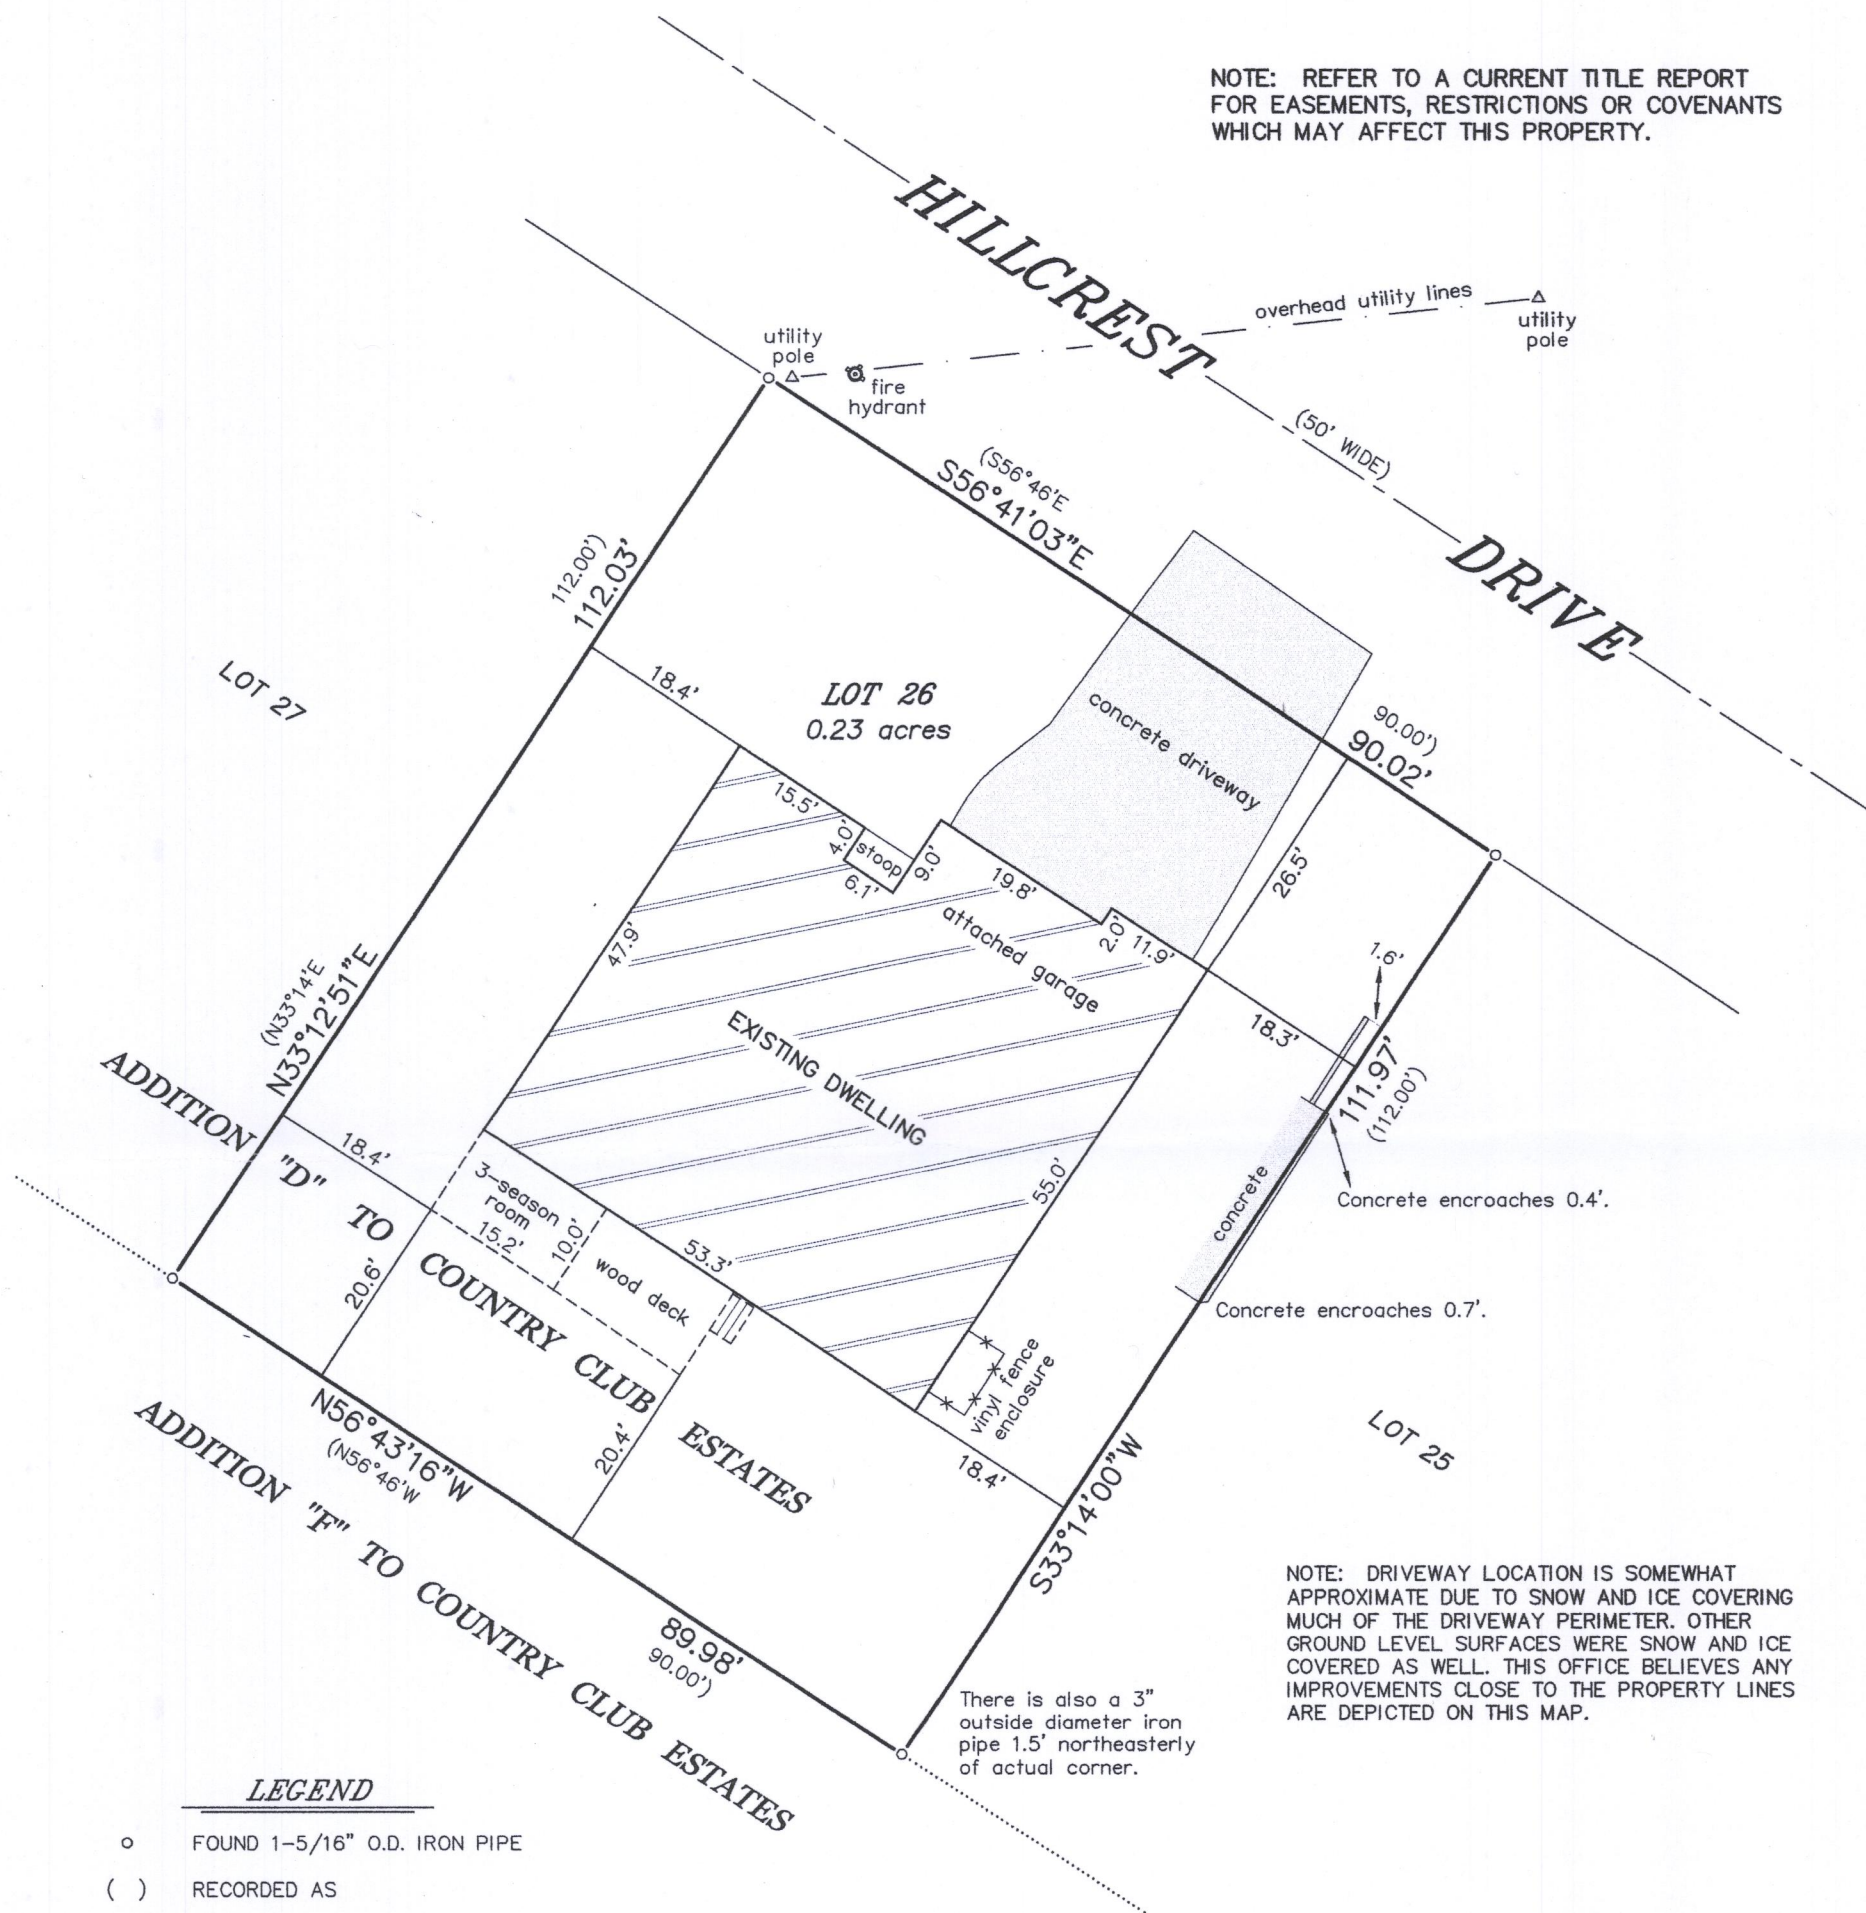 NOTE: REFER TO A CURRENT TITLE REPORT
FOR EASEMENTS, RESTRICTIONS OR COVENANTS
WHICH MAY AFFECT THIS PROPERTY.
HILLCREST
DRIVE
(50' WIDE)
overhead utility lines
utility
pole
utility
pole
fire
hydrant
(S56°46'E
S56°41'03"E
90.00')
90.02'
112.00')
112.03'
(N33°14'E
N33°12'51"E
LOT 27
LOT 26
0.23 acres
concrete driveway
18.4'
15.5'
4.0'
stoop
6.1'
9.0'
19.8'
2.0'
11.9'
attached garage
26.5'
47.9'
EXISTING DWELLING
18.3'
1.6'
111.97'
(112.00')
concrete
Concrete encroaches 0.4'.
Concrete encroaches 0.7'.
55.0'
18.4'
3-season
room
15.2'
10.0'
wood deck
53.3'
20.6'
20.4'
vinyl fence
enclosure
18.4'
S33°14'00"W
LOT 25
ADDITION "D" TO COUNTRY CLUB ESTATES
N56°43'16"W
(N56°46'W
89.98'
90.00')
ADDITION "F" TO COUNTRY CLUB ESTATES
There is also a 3"
outside diameter iron
pipe 1.5' northeasterly
of actual corner.
NOTE: DRIVEWAY LOCATION IS SOMEWHAT
APPROXIMATE DUE TO SNOW AND ICE COVERING
MUCH OF THE DRIVEWAY PERIMETER. OTHER
GROUND LEVEL SURFACES WERE SNOW AND ICE
COVERED AS WELL. THIS OFFICE BELIEVES ANY
IMPROVEMENTS CLOSE TO THE PROPERTY LINES
ARE DEPICTED ON THIS MAP.
LEGEND
FOUND 1-5/16" O.D. IRON PIPE
( ) RECORDED AS